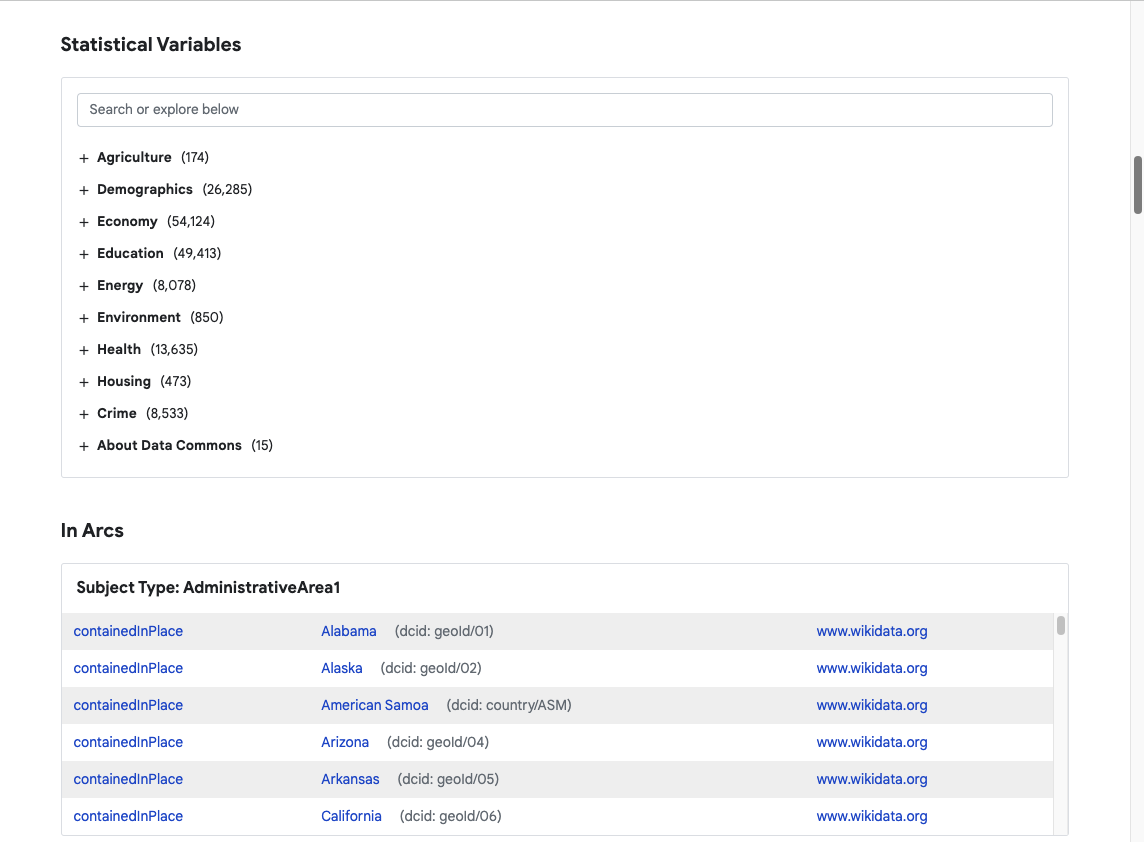 Statistical Variables
Search or explore below
+ Agriculture (174)
+ Demographics (26,285)
+ Economy (54,124)
+ Education (49,413)
+ Energy (8,078)
+ Environment (850)
+ Health (13,635)
+ Housing (473)
+ Crime (8,533)
+ About Data Commons (15)
In Arcs
Subject Type: AdministrativeArea1
containedInPlace Alabama (dcid: geoId/01) www.wikidata.org
containedInPlace Alaska (dcid: geoId/02) www.wikidata.org
containedInPlace American Samoa (dcid: country/ASM) www.wikidata.org
containedInPlace Arizona (dcid: geoId/04) www.wikidata.org
containedInPlace Arkansas (dcid: geoId/05) www.wikidata.org
containedInPlace California (dcid: geoId/06) www.wikidata.org